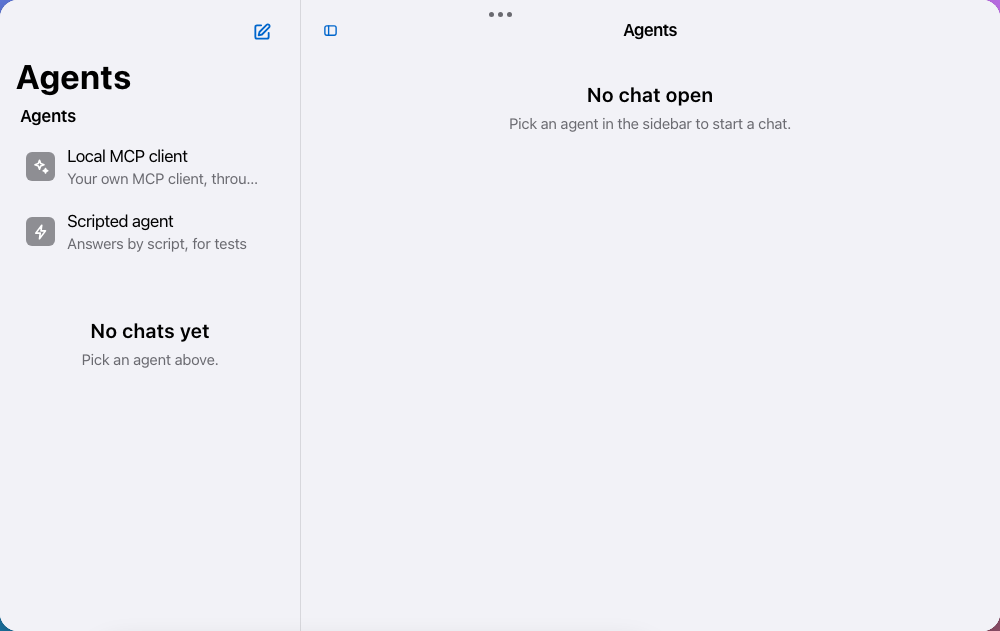 Agents
Agents
Local MCP client
Your own MCP client, throu...
Scripted agent
Answers by script, for tests
No chats yet
Pick an agent above.
Agents
No chat open
Pick an agent in the sidebar to start a chat.